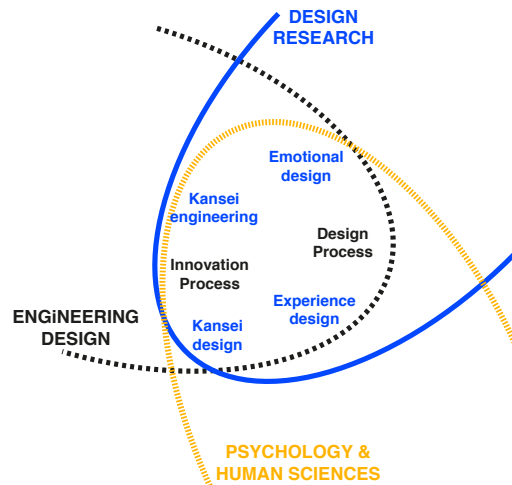 DESIGN
RESEARCH
Emotional
design
Kansei
engineering
Design
Process
Innovation
Process
Experience
design
ENGiNEERING
DESIGN
Kansei
design
PSYCHOLOGY &
HUMAN SCIENCES